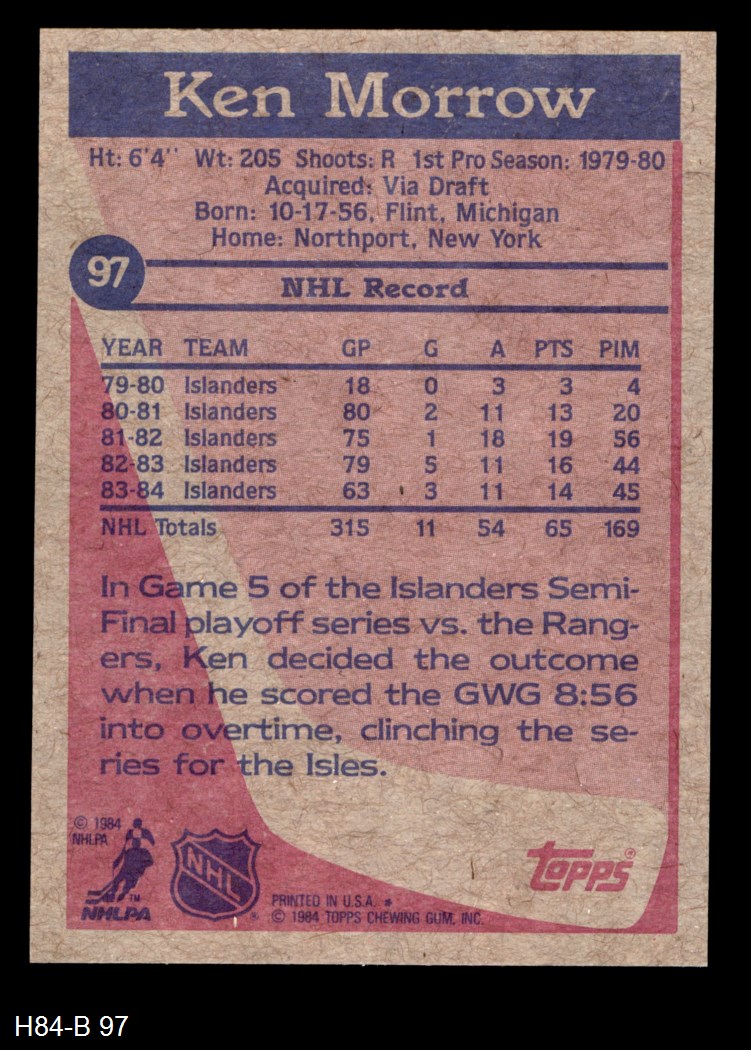 Ken Morrow
Ht: 6'4'' Wt: 205 Shoots: R 1st Pro Season: 1979-80
Acquired: Via Draft
Born: 10-17-56, Flint, Michigan
Home: Northport, New York
97
NHL Record
YEAR TEAM GP G A PTS PIM
79-80 Islanders 18 0 3 3 4
80-81 Islanders 80 2 11 13 20
81-82 Islanders 75 1 18 19 56
82-83 Islanders 79 5 11 16 44
83-84 Islanders 63 3 11 14 45
NHL Totals 315 11 54 65 169
In Game 5 of the Islanders Semi-
Final playoff series vs. the Rang-
ers, Ken decided the outcome
when he scored the GWG 8:56
into overtime, clinching the se-
ries for the Isles.
© 1984
NHLPA
NHLPA ™
NHL ®
topps ®
PRINTED IN U.S.A. *
© 1984 TOPPS CHEWING GUM, INC.
H84-B 97